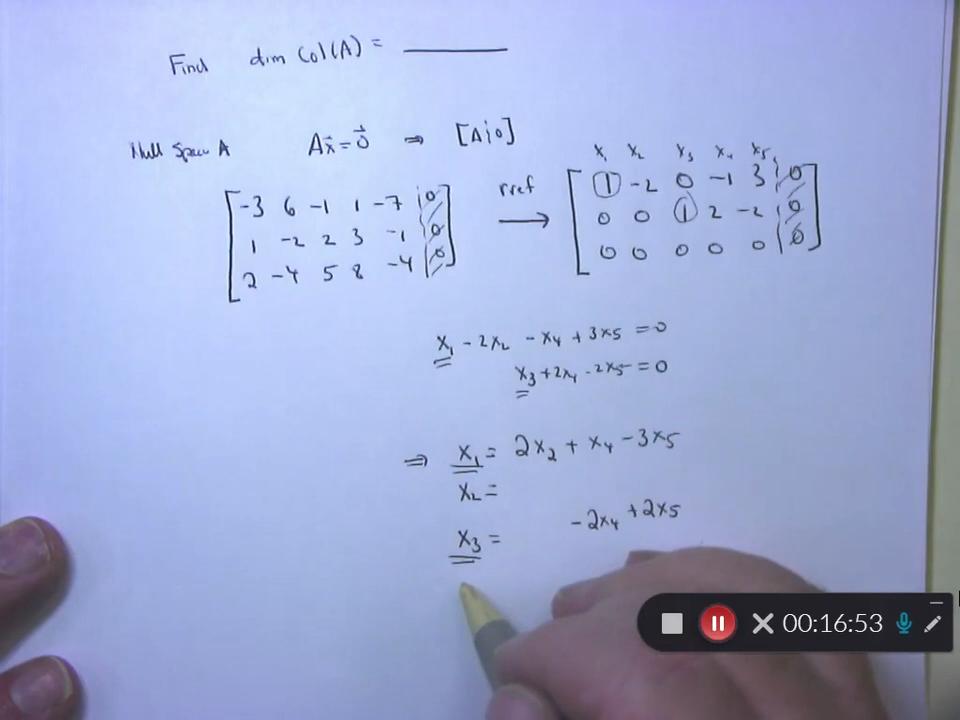 Find dim Col(A) = ______
Null Space A Ax⃗ = 0⃗ ⇒ [A|0]
x₁ x₂ x₃ x₄ x₅
-3 6 -1 1 -7 | 0 rref → 1 -2 0 -1 3 | 0
1 -2 2 3 -1 | 0 0 0 1 2 -2 | 0
2 -4 5 8 -4 | 0 0 0 0 0 0 | 0
x₁ - 2x₂ - x₄ + 3x₅ = 0
x₃ + 2x₄ - 2x₅ = 0
⇒ x₁ = 2x₂ + x₄ - 3x₅
x₂ =
x₃ = -2x₄ + 2x₅
00:16:53